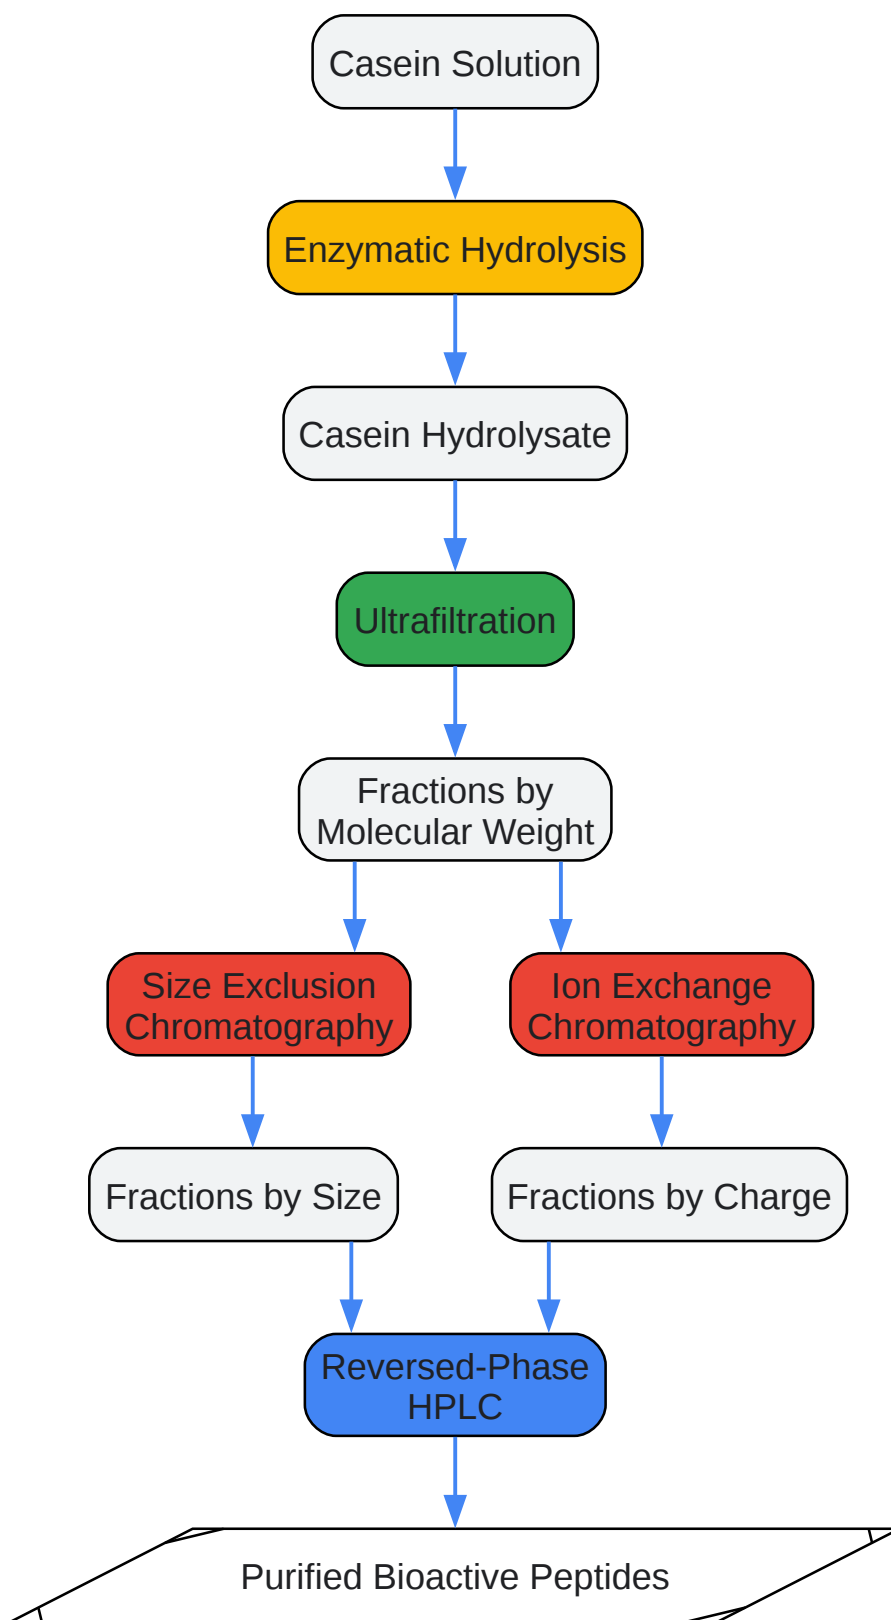 Casein Solution
Enzymatic Hydrolysis
Casein Hydrolysate
Ultrafiltration
Fractions by
Molecular Weight
Size Exclusion
Chromatography
Ion Exchange
Chromatography
Fractions by Size
Fractions by Charge
Reversed-Phase
HPLC
Purified Bioactive Peptides